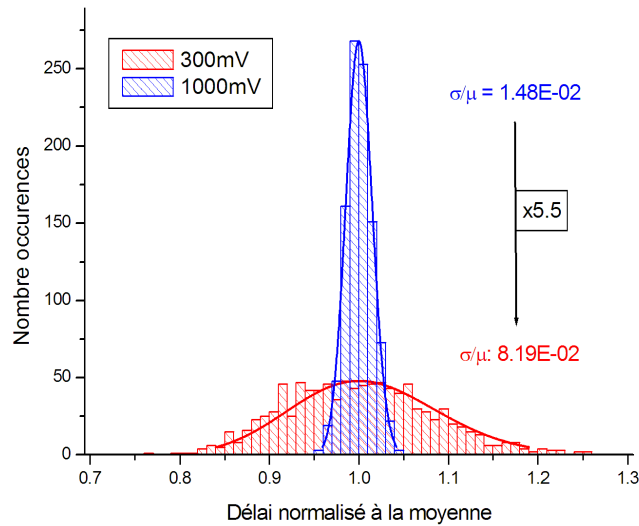 300mV
1000mV
σ/μ = 1.48E-02
x5.5
σ/μ: 8.19E-02
Nombre occurences
250
200
150
100
50
0
0.7 0.8 0.9 1.0 1.1 1.2 1.3
Délai normalisé à la moyenne